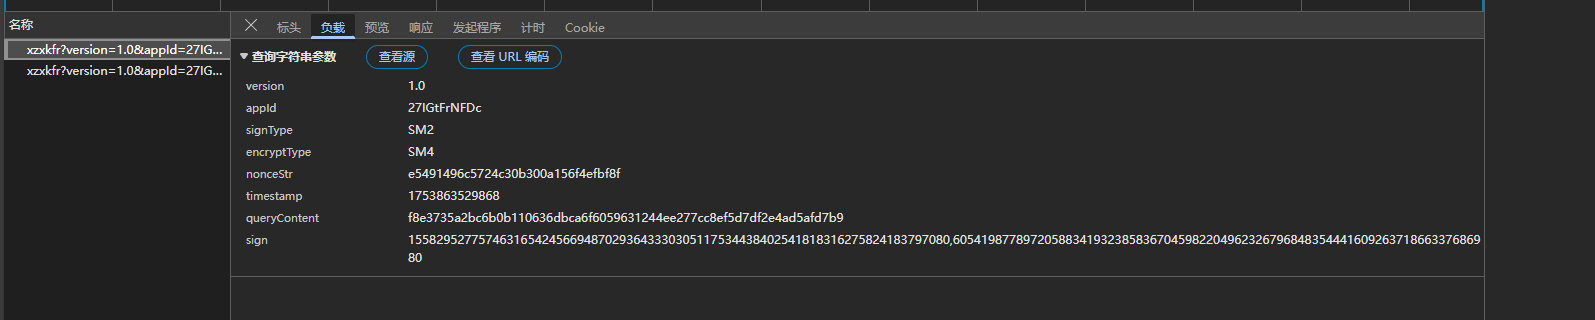 名称
xzxkfr?version=1.0&appId=27IG...
xzxkfr?version=1.0&appId=27IG...
标头 负载 预览 响应 发起程序 计时 Cookie
查询字符串参数 查看源 查看 URL 编码
version 1.0
appId 27IGtFrNFDc
signType SM2
encryptType SM4
nonceStr e5491496c5724c30b300a156f4efbf8f
timestamp 1753863529868
queryContent f8e3735a2bc6b0b110636dbca6f6059631244ee277cc8ef5d7df2e4ad5afd7b9
sign 15582952775746316542456694870293643330305117534438402541818316275824183797080,605419877897205883419323858367045982204962326796848354441609263718663376869
80